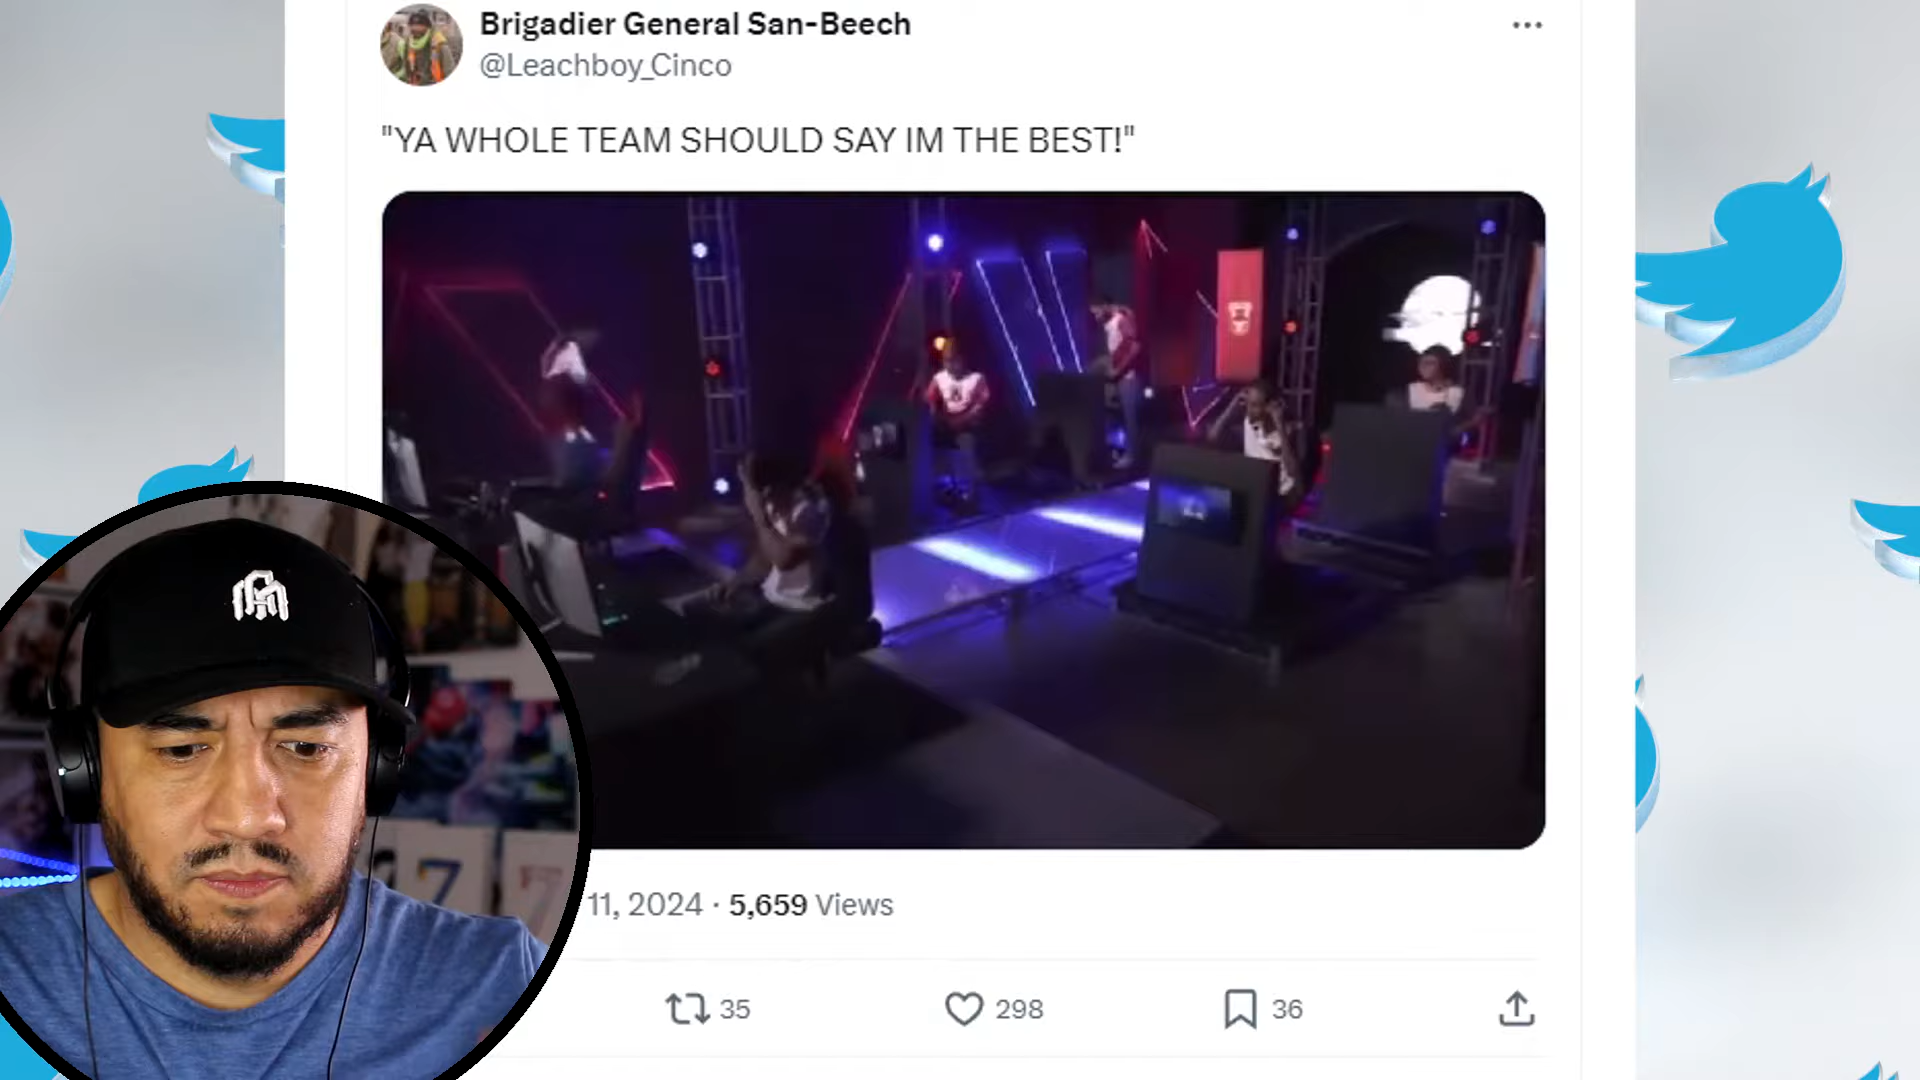 Brigadier General San-Beech
@Leachboy_Cinco
"YA WHOLE TEAM SHOULD SAY IM THE BEST!"
11, 2024 · 5,659 Views
35
298
36
7